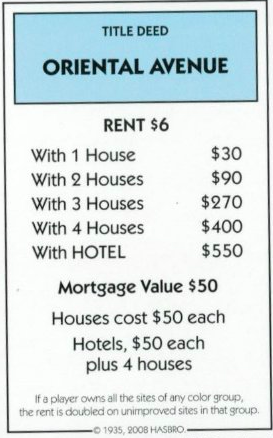 TITLE DEED
ORIENTAL AVENUE
RENT $6
With 1 House $30
With 2 Houses $90
With 3 Houses $270
With 4 Houses $400
With HOTEL $550
Mortgage Value $50
Houses cost $50 each
Hotels, $50 each
plus 4 houses
If a player owns all the sites of any color group,
the rent is doubled on unimproved sites in that group.
© 1935, 2008 HASBRO.